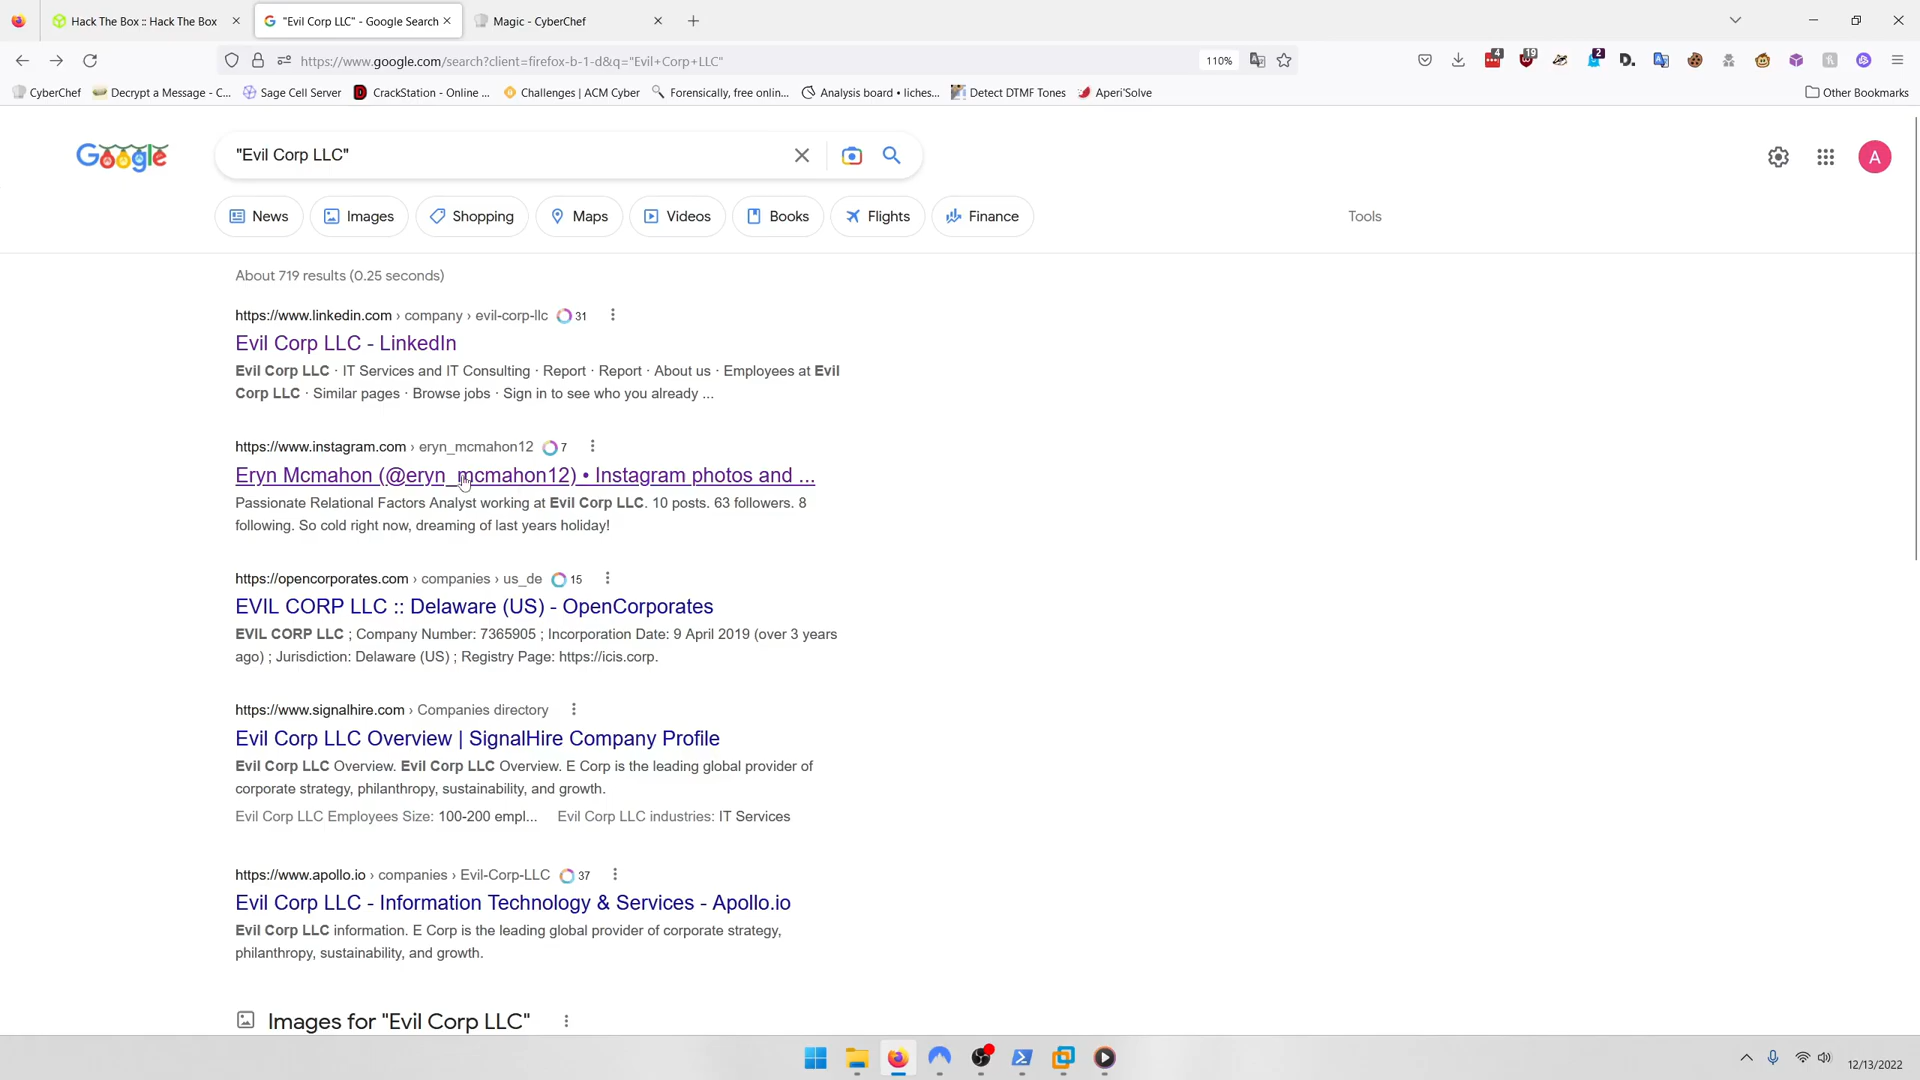 Hack The Box :: Hack The Box
"Evil Corp LLC" - Google Search
Magic - CyberChef
https://www.google.com/search?client=firefox-b-1-d&q="Evil+Corp+LLC"
110%
4
19
2
D.
CyberChef
Decrypt a Message - C...
Sage Cell Server
CrackStation - Online ...
Challenges | ACM Cyber
Forensically, free onlin...
Analysis board • liches...
Detect DTMF Tones
Aperi'Solve
Other Bookmarks
Google
"Evil Corp LLC"
A
News
Images
Shopping
Maps
Videos
Books
Flights
Finance
Tools
About 719 results (0.25 seconds)
https://www.linkedin.com › company › evil-corp-llc 31
Evil Corp LLC - LinkedIn
Evil Corp LLC · IT Services and IT Consulting · Report · Report · About us · Employees at Evil
Corp LLC · Similar pages · Browse jobs · Sign in to see who you already ...
https://www.instagram.com › eryn_mcmahon12 7
Eryn Mcmahon (@eryn_mcmahon12) • Instagram photos and ...
Passionate Relational Factors Analyst working at Evil Corp LLC. 10 posts. 63 followers. 8
following. So cold right now, dreaming of last years holiday!
https://opencorporates.com › companies › us_de 15
EVIL CORP LLC :: Delaware (US) - OpenCorporates
EVIL CORP LLC ; Company Number: 7365905 ; Incorporation Date: 9 April 2019 (over 3 years
ago) ; Jurisdiction: Delaware (US) ; Registry Page: https://icis.corp.
https://www.signalhire.com › Companies directory
Evil Corp LLC Overview | SignalHire Company Profile
Evil Corp LLC Overview. Evil Corp LLC Overview. E Corp is the leading global provider of
corporate strategy, philanthropy, sustainability, and growth.
Evil Corp LLC Employees Size: 100-200 empl...
Evil Corp LLC industries: IT Services
https://www.apollo.io › companies › Evil-Corp-LLC 37
Evil Corp LLC - Information Technology & Services - Apollo.io
Evil Corp LLC information. E Corp is the leading global provider of corporate strategy,
philanthropy, sustainability, and growth.
Images for "Evil Corp LLC"
12/13/2022